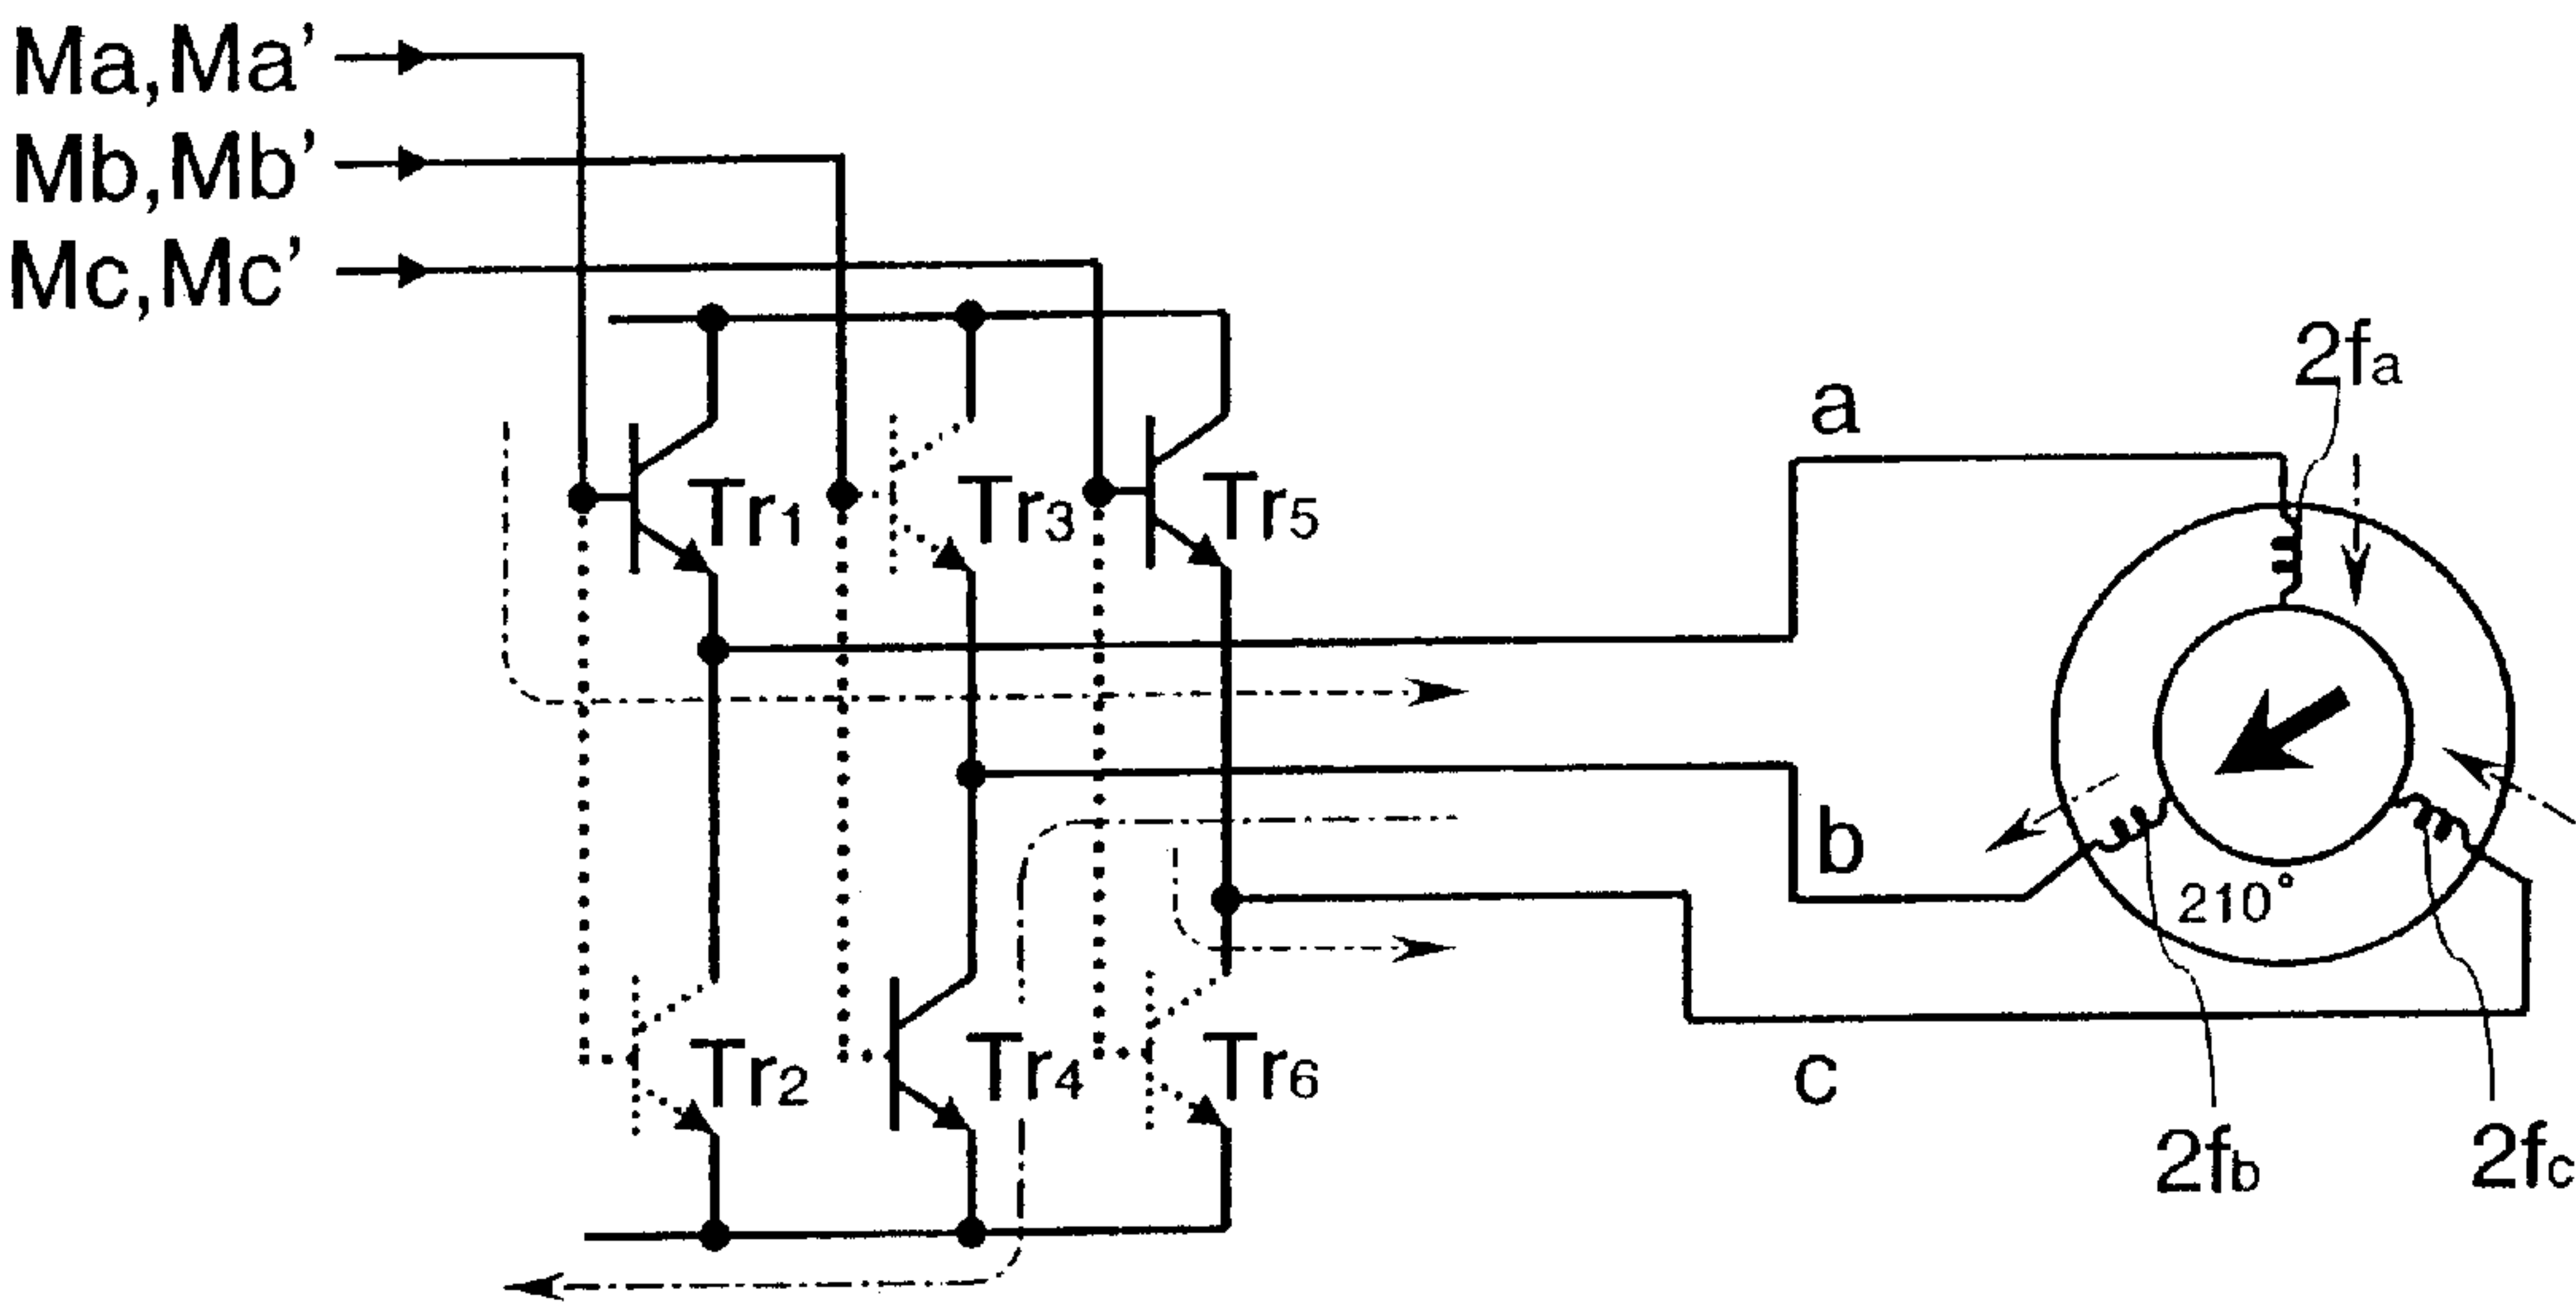 Ma,Ma’
Mb,Mb’
Mc,Mc’
2fa
a
Tr1
Tr3
Tr5
b
210°
Tr2
Tr4
Tr6
c
2fb
2fc